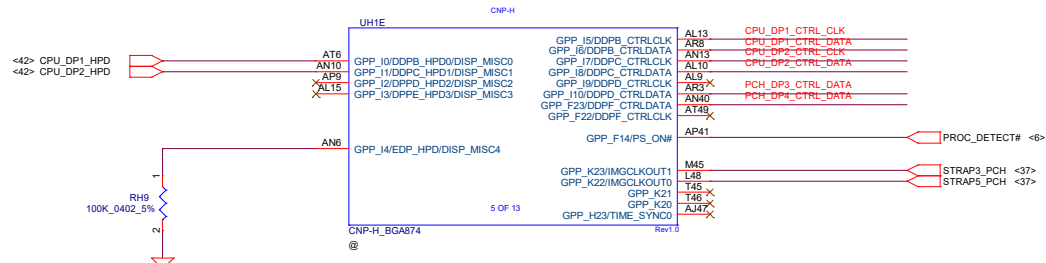 CNP-H
UH1E
<42> CPU_DP1_HPD
<42> CPU_DP2_HPD
AT6
AN10
AP9
AL15
AN6
GPP_I0/DDPB_HPD0/DISP_MISC0
GPP_I1/DDPC_HPD1/DISP_MISC1
GPP_I2/DPPD_HPD2/DISP_MISC2
GPP_I3/DPPE_HPD3/DISP_MISC3
GPP_I4/EDP_HPD/DISP_MISC4
GPP_I5/DDPB_CTRLCLK AL13 CPU_DP1_CTRL_CLK
GPP_I6/DDPB_CTRLDATA AR8 CPU_DP1_CTRL_DATA
GPP_I7/DDPC_CTRLCLK AN13 CPU_DP2_CTRL_CLK
GPP_I8/DDPC_CTRLDATA AL10 CPU_DP2_CTRL_DATA
GPP_I9/DDPD_CTRLCLK AL9
GPP_I10/DDPD_CTRLDATA AR3 PCH_DP3_CTRL_DATA
GPP_F23/DDPF_CTRLDATA AN40 PCH_DP4_CTRL_DATA
GPP_F22/DDPF_CTRLCLK AT49
GPP_F14/PS_ON# AP41 PROC_DETECT# <6>
GPP_K23/IMGCLKOUT1 M45 STRAP3_PCH <37>
GPP_K22/IMGCLKOUT0 L48 STRAP5_PCH <37>
GPP_K21 T45
GPP_K20 T46
GPP_H23/TIME_SYNC0 AJ47
1
RH9
100K_0402_5%
2
5 OF 13
CNP-H_BGA874
Rev1.0
@